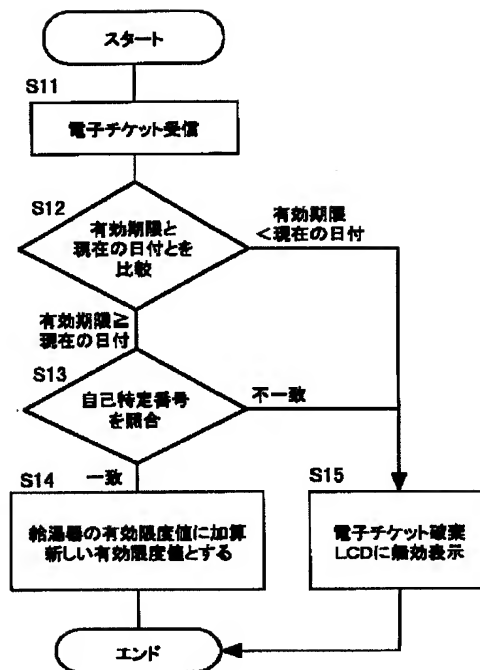 スタート
S11
電子チケット受信
S12
有効期限と
現在の日付とを
比較
有効期限
<現在の日付
有効期限≧
現在の日付
S13
自己特定番号
を照合
不一致
S14
一致
給湯器の有効限度値に加算
新しい有効限度値とする
S15
電子チケット破棄
LCDに無効表示
エンド